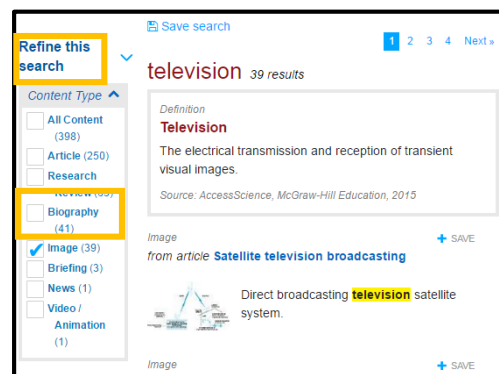 Save search
1 2 3 4 Next »
Refine this
search
television 39 results
Content Type
All Content
(398)
Article (250)
Research
Biography
(41)
Image (39)
Briefing (3)
News (1)
Video /
Animation
(1)
Definition
Television
The electrical transmission and reception of transient
visual images.
Source: AccessScience, McGraw-Hill Education, 2015
Image
+ SAVE
from article Satellite television broadcasting
Direct broadcasting television satellite
system.
Image
+ SAVE